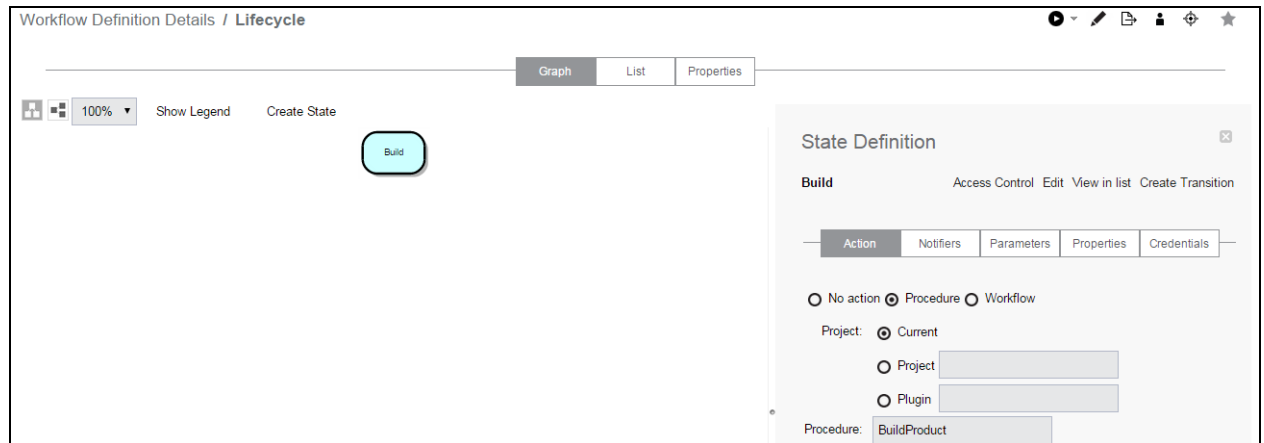 Workflow Definition Details / Lifecycle
Graph List Properties
100% Show Legend Create State
Build
State Definition
Build Access Control Edit View in list Create Transition
Action Notifiers Parameters Properties Credentials
No action Procedure Workflow
Project: Current
Project
Plugin
Procedure: BuildProduct